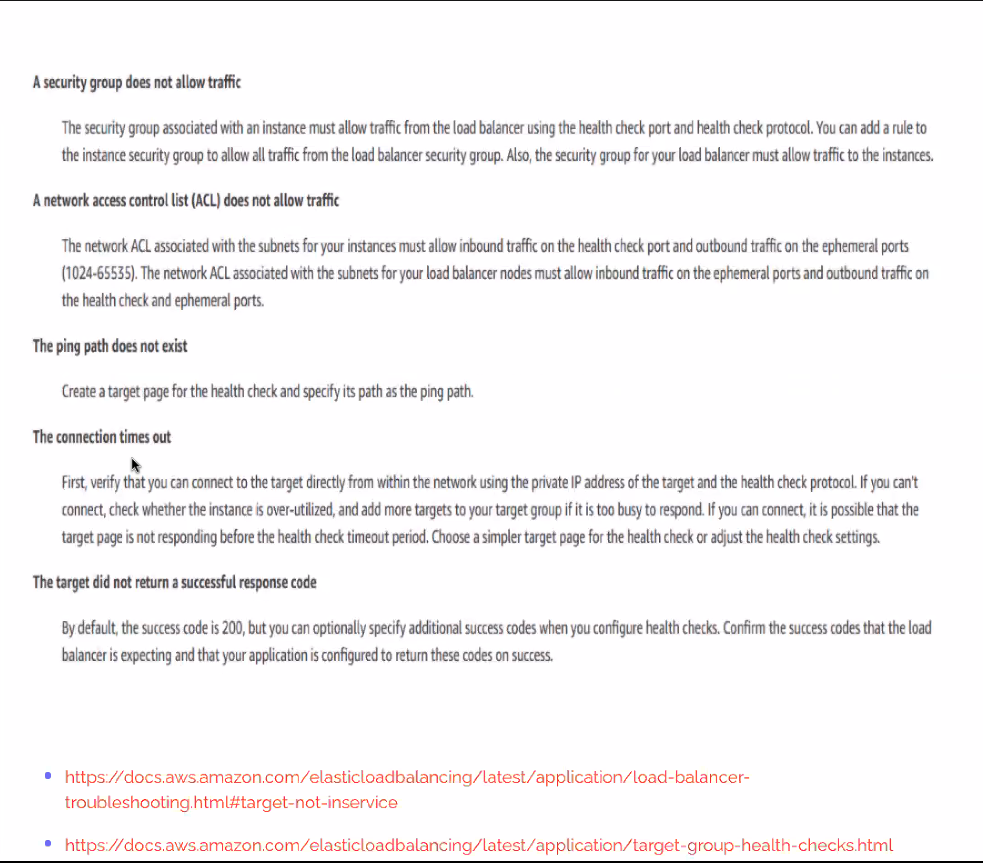 A security group does not allow traffic
The security group associated with an instance must allow traffic from the load balancer using the health check port and health check protocol. You can add a rule to
the instance security group to allow all traffic from the load balancer security group. Also, the security group for your load balancer must allow traffic to the instances.
A network access control list (ACL) does not allow traffic
The network ACL associated with the subnets for your instances must allow inbound traffic on the health check port and outbound traffic on the ephemeral ports
(1024-65535). The network ACL associated with the subnets for your load balancer nodes must allow inbound traffic on the ephemeral ports and outbound traffic on
the health check and ephemeral ports.
The ping path does not exist
Create a target page for the health check and specify its path as the ping path.
The connection times out
First, verify that you can connect to the target directly from within the network using the private IP address of the target and the health check protocol. If you can't
connect, check whether the instance is over-utilized, and add more targets to your target group if it is too busy to respond. If you can connect, it is possible that the
target page is not responding before the health check timeout period. Choose a simpler target page for the health check or adjust the health check settings.
The target did not return a successful response code
By default, the success code is 200, but you can optionally specify additional success codes when you configure health checks. Confirm the success codes that the load
balancer is expecting and that your application is configured to return these codes on success.
• https://docs.aws.amazon.com/elasticloadbalancing/latest/application/load-balancer-
troubleshooting.html#target-not-inservice
• https://docs.aws.amazon.com/elasticloadbalancing/latest/application/target-group-health-checks.html